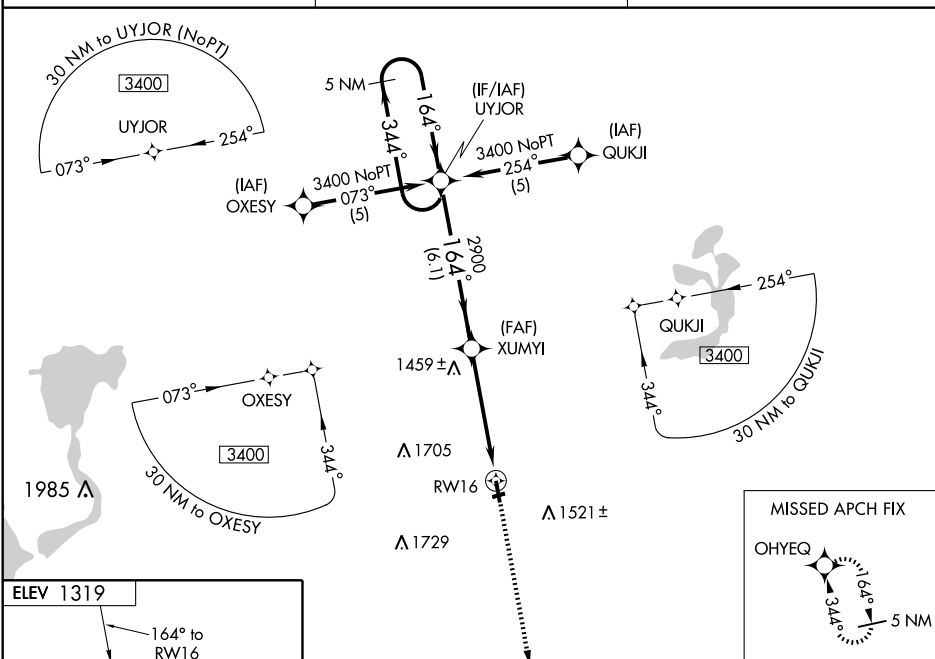 30 NM to UYJOR (NoPT)
3400
UYJOR
073°
254°
5 NM
344°
164°
(IF/IAF)
UYJOR
(IAF)
OXESY
3400 NoPT
073°
(5)
3400 NoPT
254°
(5)
(IAF)
QUKJI
2900
164°
(6.1)
(FAF)
XUMYI
1459 ±
254°
QUKJI
3400
344°
30 NM to QUKJI
073°
OXESY
3400
344°
30 NM to OXESY
1985
1705
RW16
1521 ±
1729
MISSED APCH FIX
OHYEQ
164°
344°
5 NM
ELEV 1319
164° to
RW16